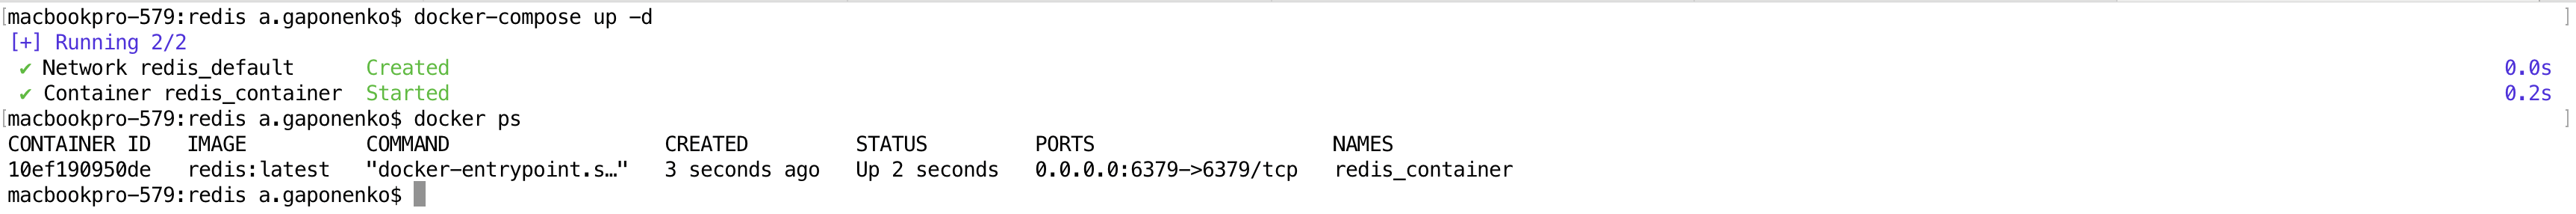 [macbookpro-579:redis a.gaponenko$ docker-compose up -d ]
[+] Running 2/2
✔ Network redis_default Created 0.0s
✔ Container redis_container Started 0.2s
[macbookpro-579:redis a.gaponenko$ docker ps ]
CONTAINER ID IMAGE COMMAND CREATED STATUS PORTS NAMES
10ef190950de redis:latest "docker-entrypoint.s…" 3 seconds ago Up 2 seconds 0.0.0.0:6379->6379/tcp redis_container
macbookpro-579:redis a.gaponenko$